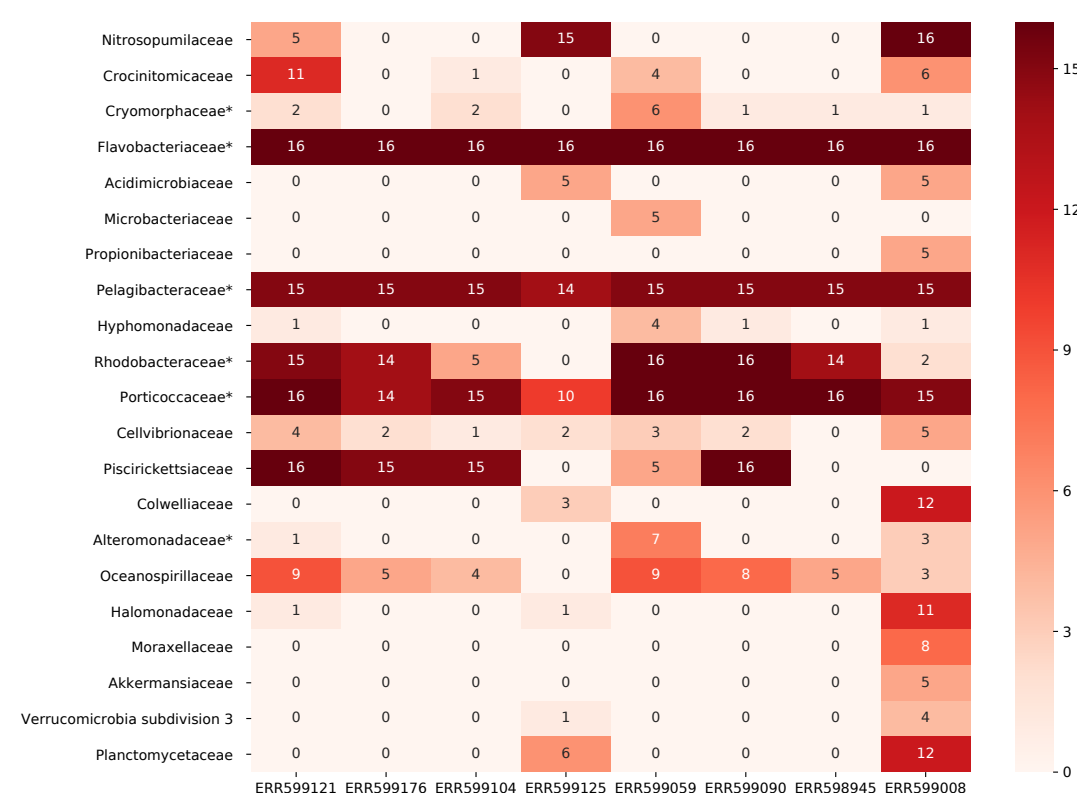 Nitrosopumilaceae 5 0 0 15 0 0 0 16
Crocinitomicaceae 11 0 1 0 4 0 0 6
Cryomorphaceae* 2 0 2 0 6 1 1 1
Flavobacteriaceae* 16 16 16 16 16 16 16 16
Acidimicrobiaceae 0 0 0 5 0 0 0 5
Microbacteriaceae 0 0 0 0 5 0 0 0
Propionibacteriaceae 0 0 0 0 0 0 0 5
Pelagibacteraceae* 15 15 15 14 15 15 15 15
Hyphomonadaceae 1 0 0 0 4 1 0 1
Rhodobacteraceae* 15 14 5 0 16 16 14 2
Porticoccaceae* 16 14 15 10 16 16 16 15
Cellvibrionaceae 4 2 1 2 3 2 0 5
Piscirickettsiaceae 16 15 15 0 5 16 0 0
Colwelliaceae 0 0 0 3 0 0 0 12
Alteromonadaceae* 1 0 0 0 7 0 0 3
Oceanospirillaceae 9 5 4 0 9 8 5 3
Halomonadaceae 1 0 0 1 0 0 0 11
Moraxellaceae 0 0 0 0 0 0 0 8
Akkermansiaceae 0 0 0 0 0 0 0 5
Verrucomicrobia subdivision 3 0 0 0 1 0 0 0 4
Planctomycetaceae 0 0 0 6 0 0 0 12
ERR599121 ERR599176 ERR599104 ERR599125 ERR599059 ERR599090 ERR598945 ERR599008
15
12
9
6
3
0